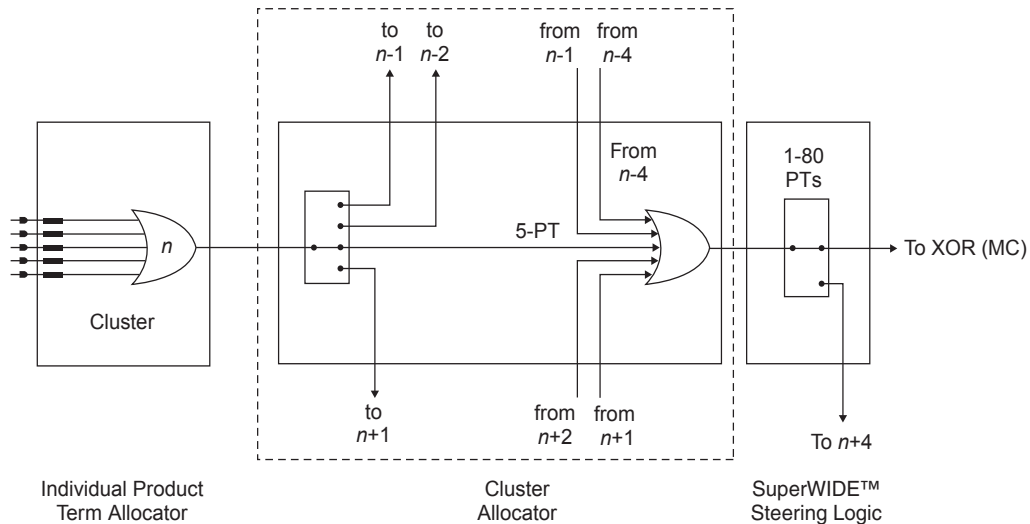 to
n-1
to
n-2
from
n-1
from
n-4
n
Cluster
From
n-4
5-PT
1-80
PTs
To XOR (MC)
to
n+1
from
n+2
from
n+1
To n+4
Individual Product
Term Allocator
Cluster
Allocator
SuperWIDE™
Steering Logic